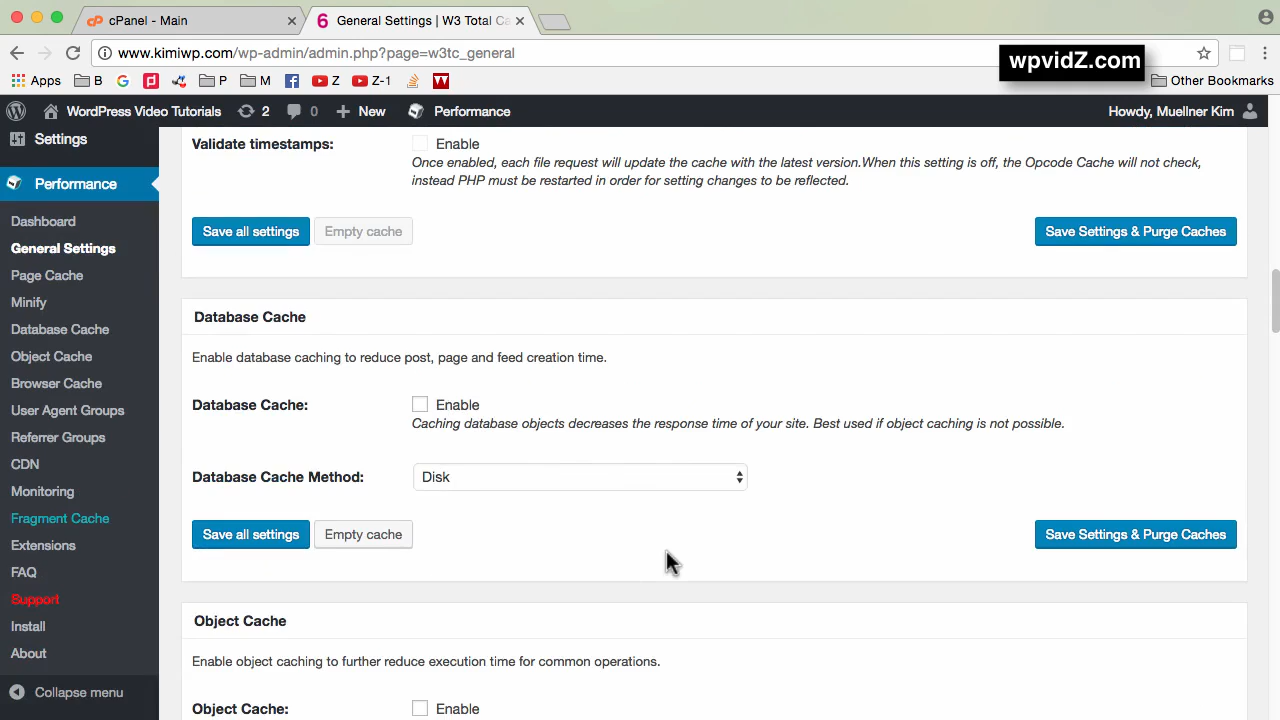 cPanel - Main
6 General Settings | W3 Total Ca
www.kimiwp.com/wp-admin/admin.php?page=w3tc_general
wpvidZ.com
Apps B P M Z Z-1 Other Bookmarks
WordPress Video Tutorials 2 0 New Performance Howdy, Muellner Kim
Settings
Performance
Dashboard
General Settings
Page Cache
Minify
Database Cache
Object Cache
Browser Cache
User Agent Groups
Referrer Groups
CDN
Monitoring
Fragment Cache
Extensions
FAQ
Support
Install
About
Collapse menu
Validate timestamps: Enable
Once enabled, each file request will update the cache with the latest version.When this setting is off, the Opcode Cache will not check,
instead PHP must be restarted in order for setting changes to be reflected.
Save all settings Empty cache Save Settings & Purge Caches
Database Cache
Enable database caching to reduce post, page and feed creation time.
Database Cache: Enable
Caching database objects decreases the response time of your site. Best used if object caching is not possible.
Database Cache Method: Disk
Save all settings Empty cache Save Settings & Purge Caches
Object Cache
Enable object caching to further reduce execution time for common operations.
Object Cache: Enable